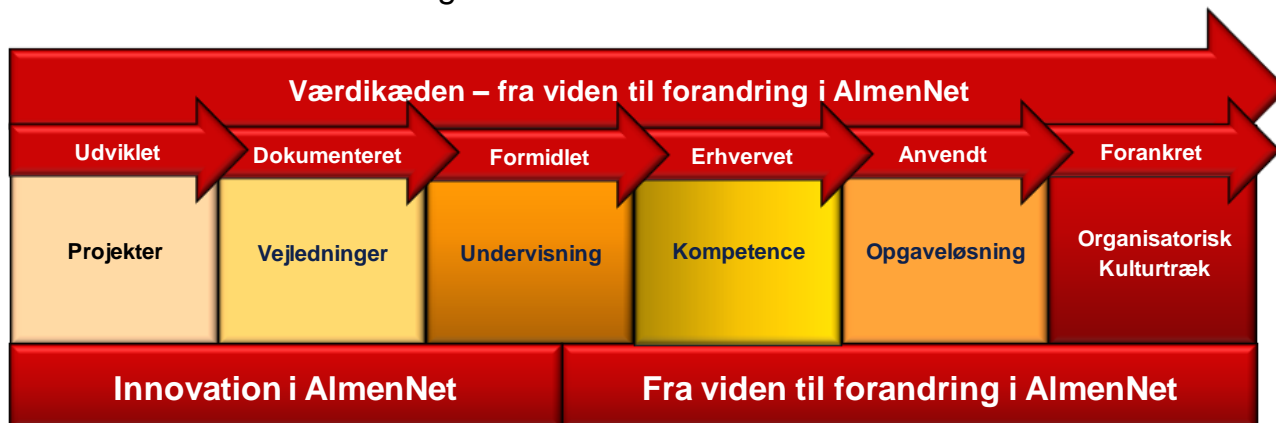 Værdikæden – fra viden til forandring i AlmenNet
Udviklet
Dokumenteret
Formidlet
Erhvervet
Anvendt
Forankret
Projekter
Vejledninger
Undervisning
Kompetence
Opgaveløsning
Organisatorisk
Kulturtræk
Innovation i AlmenNet
Fra viden til forandring i AlmenNet